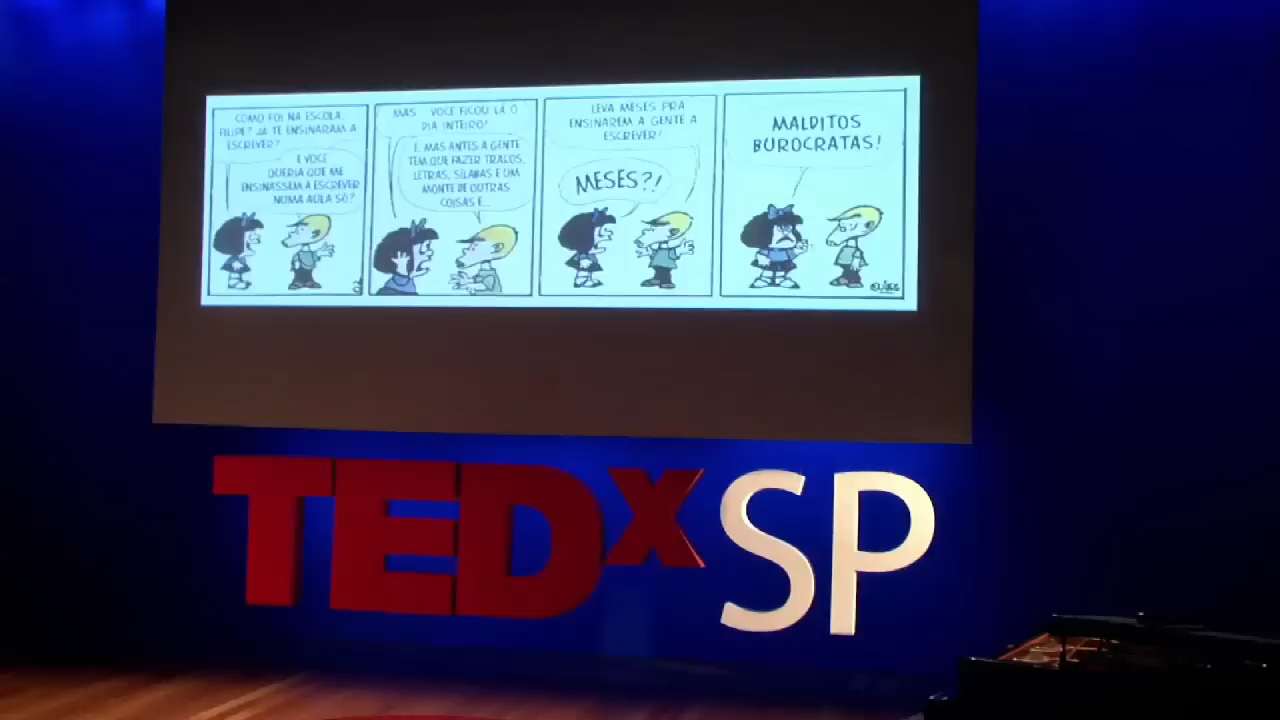 COMO FOI NA ESCOLA,
FILIPE? JÁ TE ENSINARAM A
ESCREVER?
E VOCÊ
QUERIA QUE ME
ENSINASSEM A ESCREVER
NUMA AULA SÓ?
MAS VOCÊ FICOU LÁ O
DIA INTEIRO!
E MAS ANTES A GENTE
TEM QUE FAZER TRAÇOS,
LETRAS, SÍLABAS E UM
MONTE DE OUTRAS
COISAS E...
LEVA MESES PRA
ENSINAREM A GENTE A
ESCREVER!
MESES?!
MALDITOS
BUROCRATAS!
TEDxSP